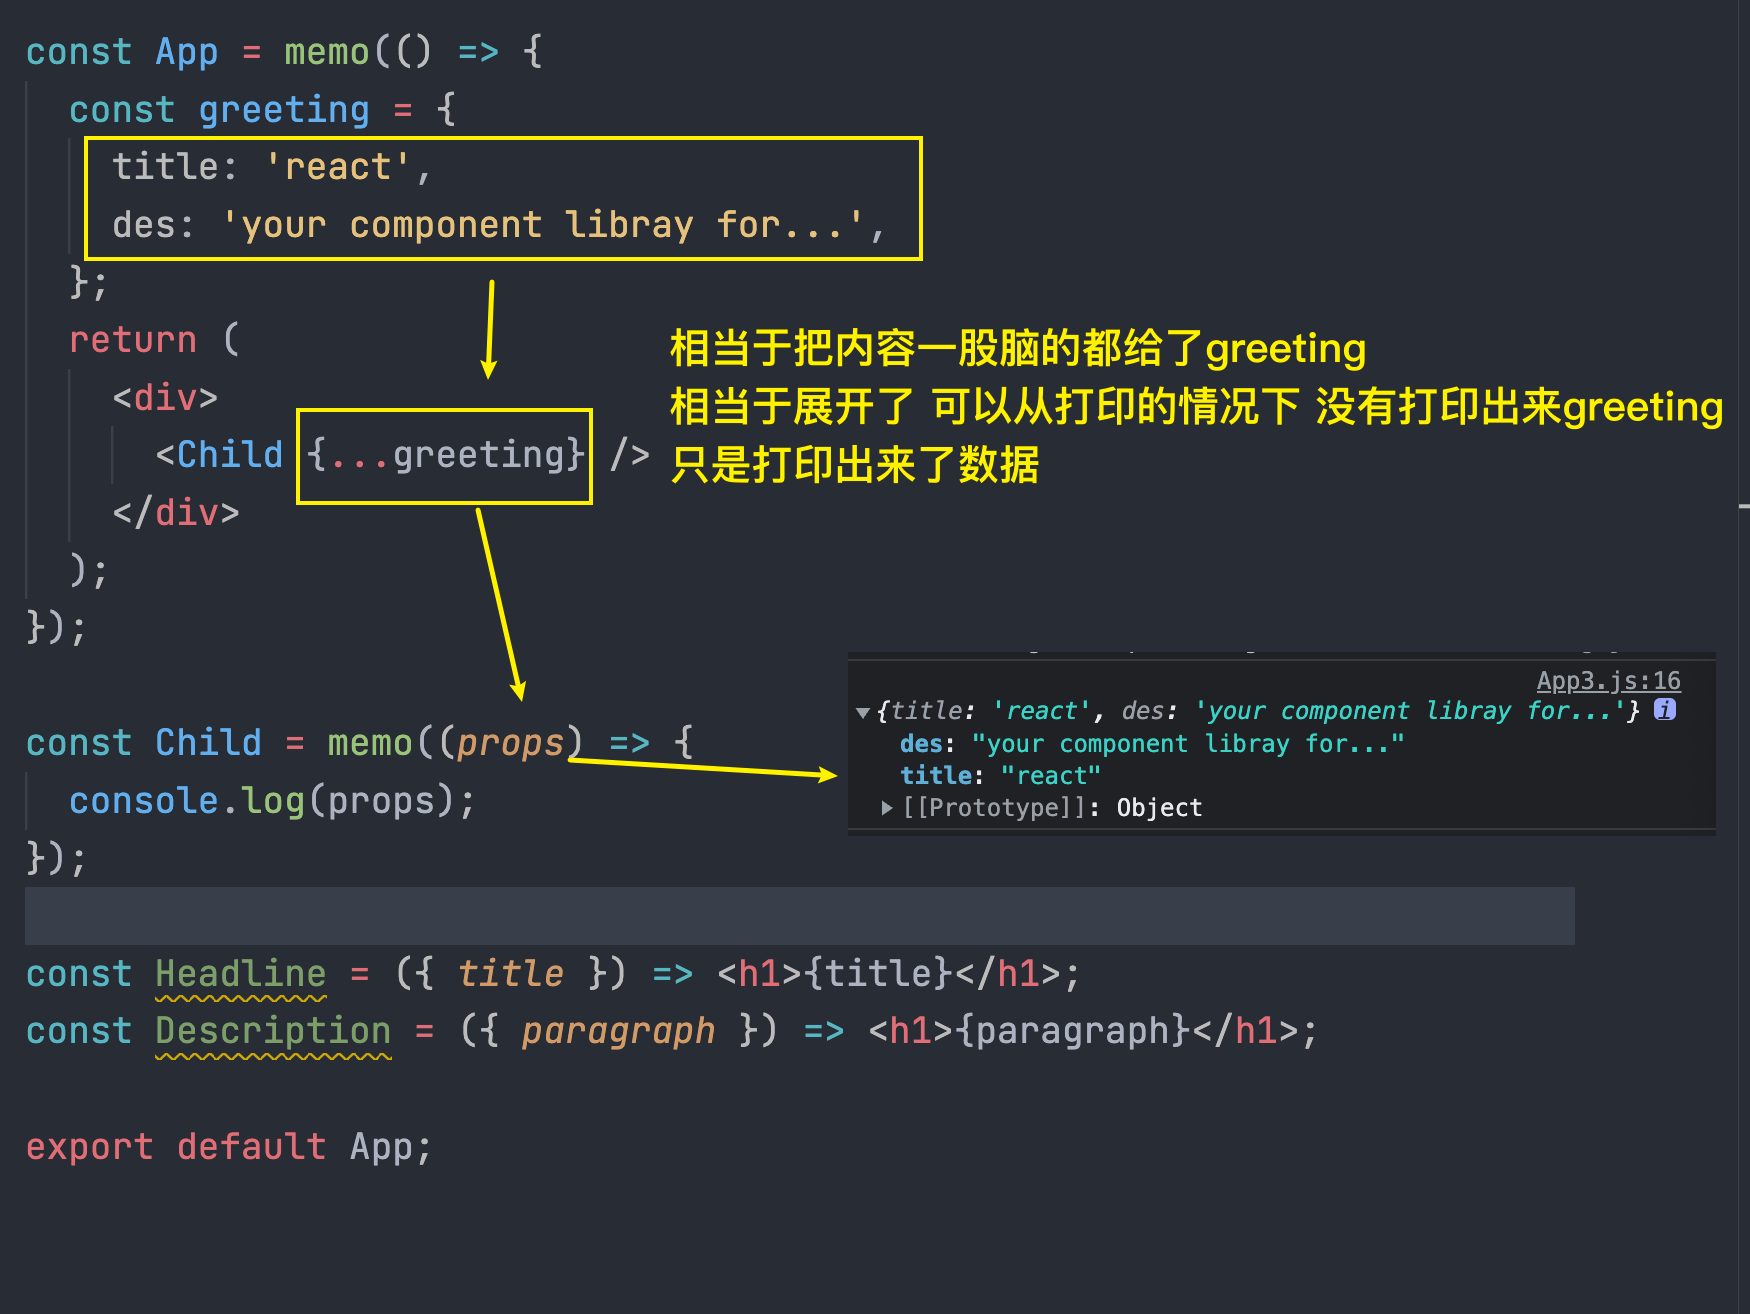 const App = memo(() => {
const greeting = {
title: 'react',
des: 'your component libray for...',
};
return (
<div>
<Child {...greeting} />
</div>
);
});
相当于把内容一股脑的都给了greeting
相当于展开了 可以从打印的情况下 没有打印出来greeting
只是打印出来了数据
const Child = memo((props) => {
console.log(props);
});
App3.js:16
{title: 'react', des: 'your component libray for...'} i
des: "your component libray for..."
title: "react"
[[Prototype]]: Object
const Headline = ({ title }) => <h1>{title}</h1>;
const Description = ({ paragraph }) => <h1>{paragraph}</h1>;
export default App;